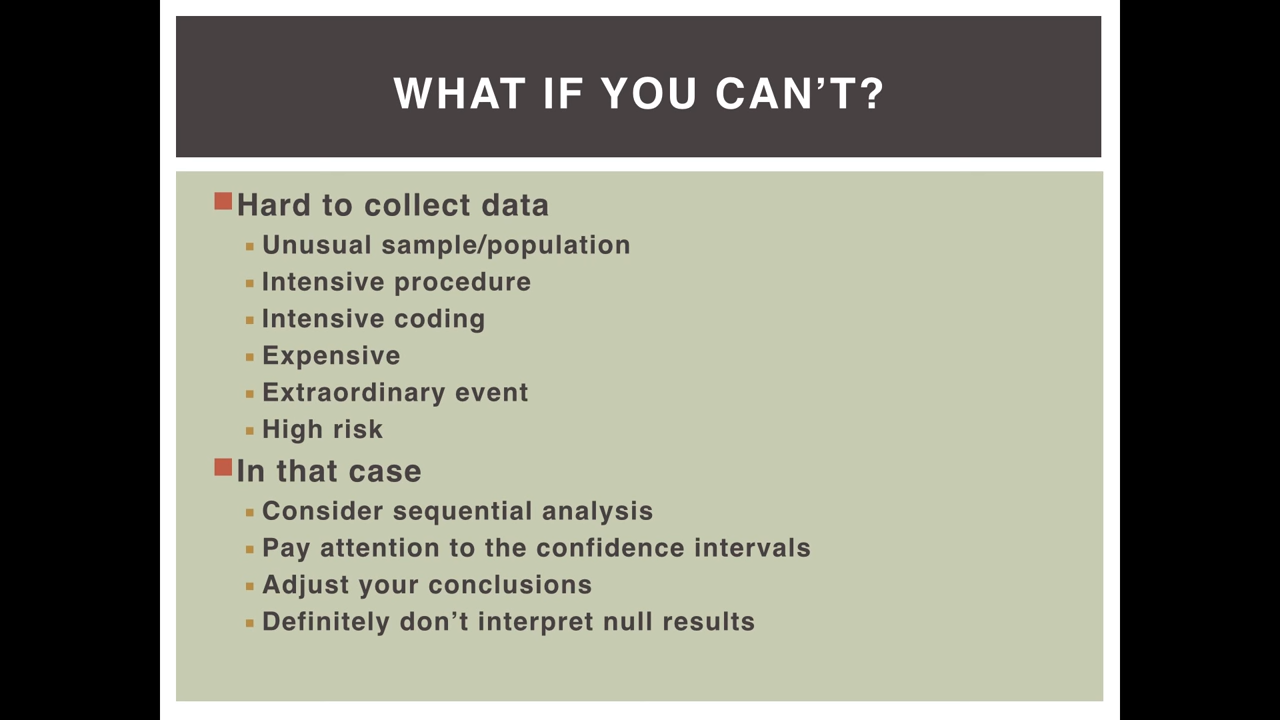 WHAT IF YOU CAN’T?
Hard to collect data
Unusual sample/population
Intensive procedure
Intensive coding
Expensive
Extraordinary event
High risk
In that case
Consider sequential analysis
Pay attention to the confidence intervals
Adjust your conclusions
Definitely don’t interpret null results